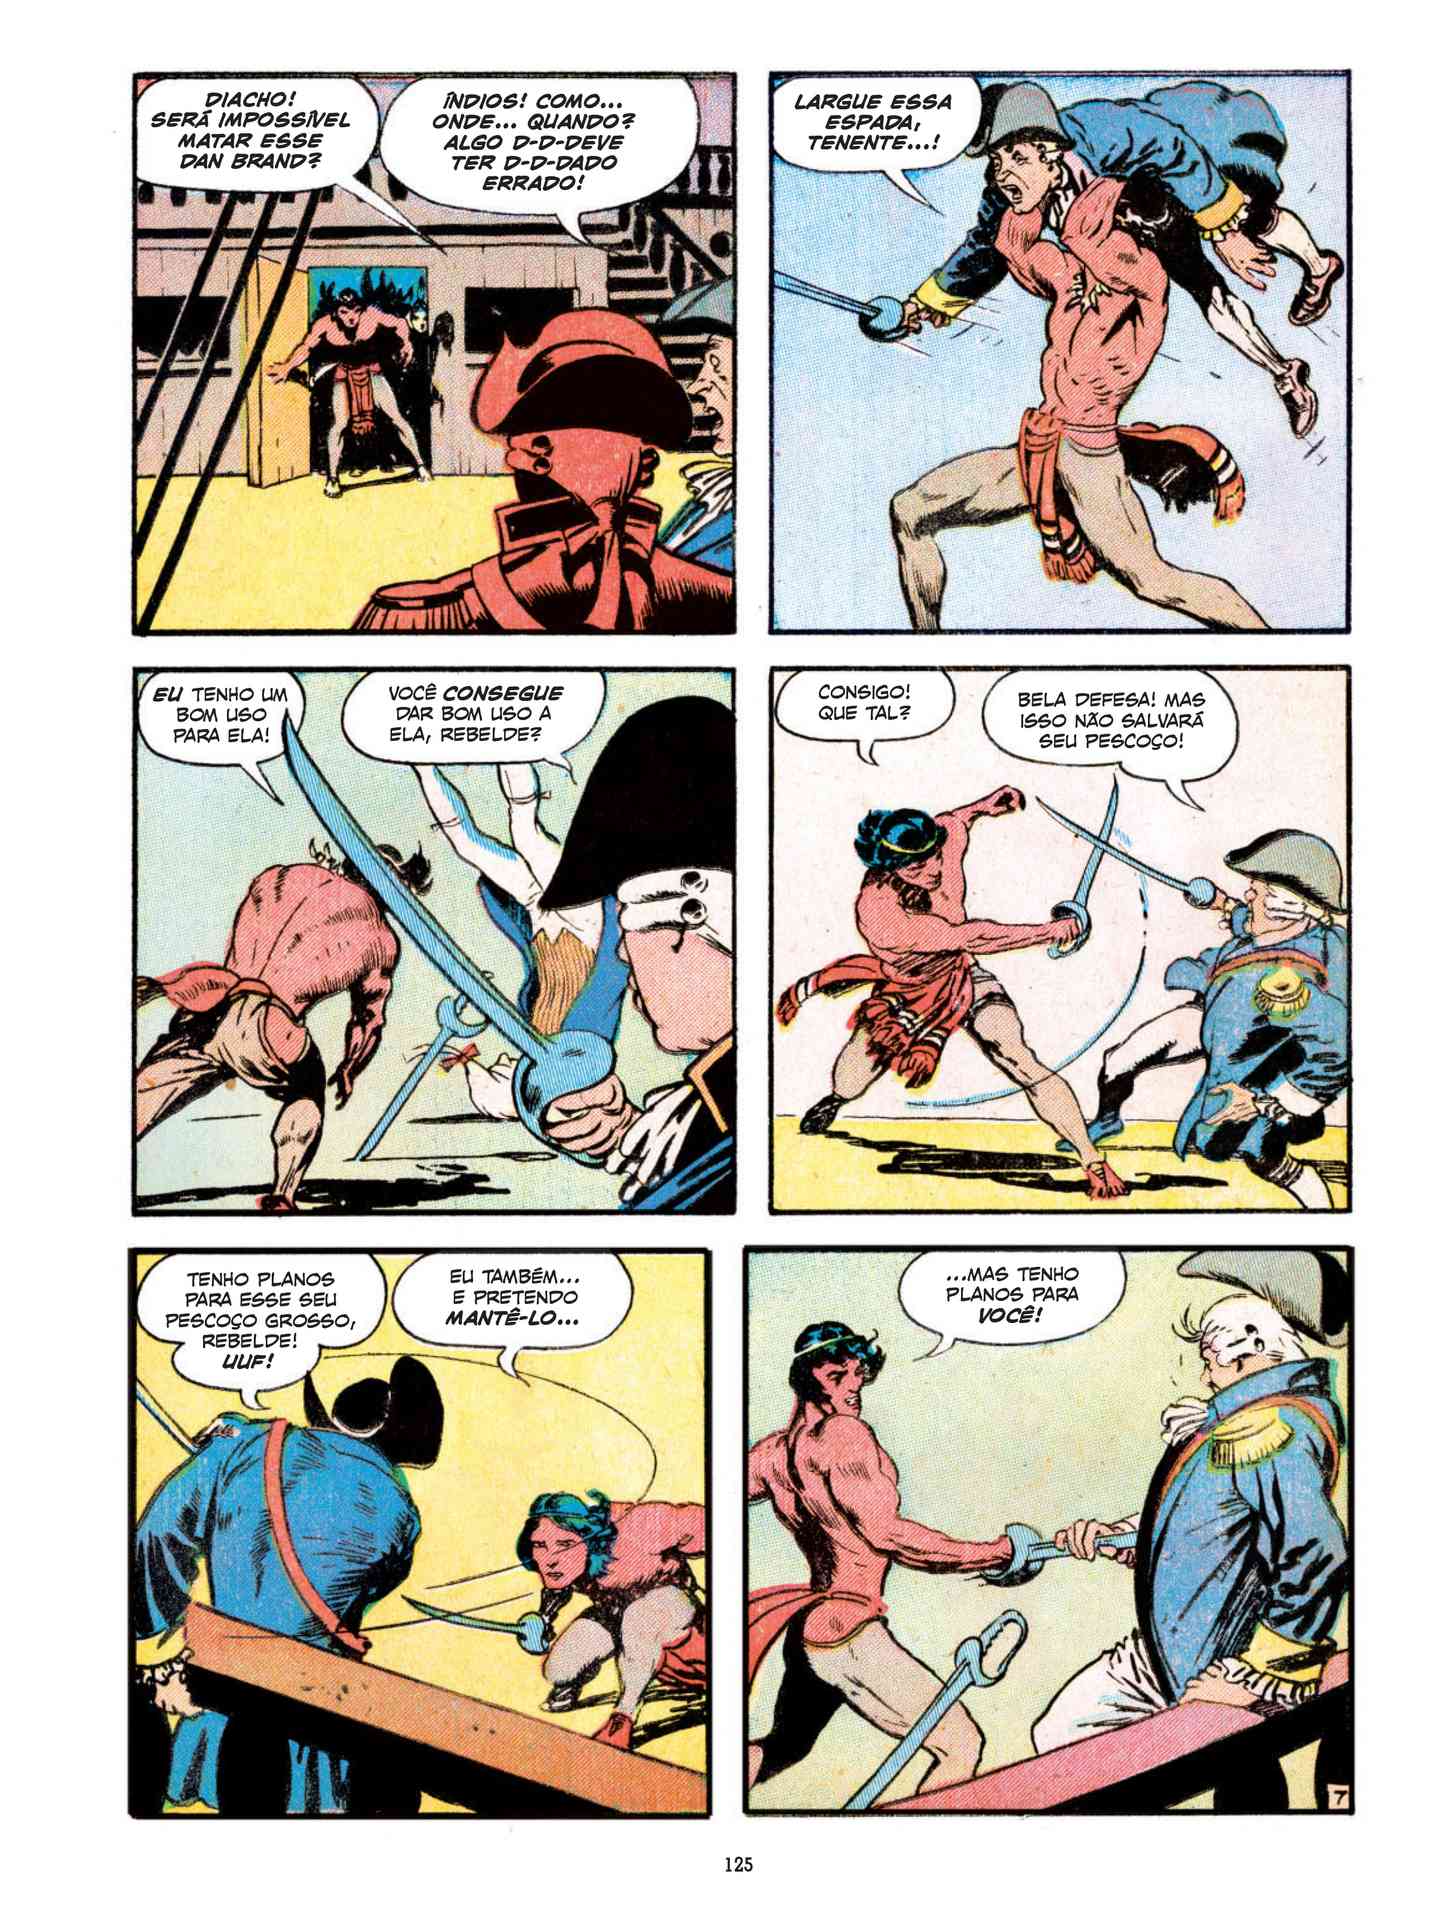 DIACHO!
SERÁ IMPOSSÍVEL
MATAR ESSE
DAN BRAND?
ÍNDIOS! COMO...
ONDE... QUANDO?
ALGO D-D-DEVE
TER D-D-DADO
ERRADO!
LARGUE ESSA
ESPADA,
TENENTE...!
EU TENHO UM
BOM USO
PARA ELA!
VOCÊ CONSEGUE
DAR BOM USO A
ELA, REBELDE?
CONSIGO!
QUE TAL?
BELA DEFESA! MAS
ISSO NÃO SALVARÁ
SEU PESCOÇO!
TENHO PLANOS
PARA ESSE SEU
PESCOÇO GROSSO,
REBELDE!
UUF!
EU TAMBÉM...
E PRETENDO
MANTÊ-LO...
...MAS TENHO
PLANOS PARA
VOCÊ!
7
125